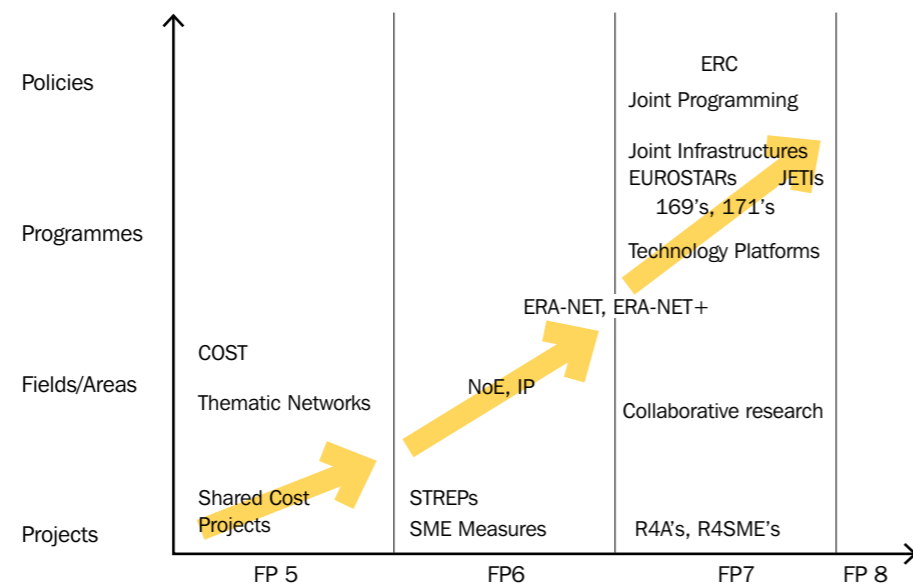 Policies
Programmes
Fields/Areas
Projects
COST
Thematic Networks
Shared Cost
Projects
ERA-NET, ERA-NET+
NoE, IP
STREPs
SME Measures
ERC
Joint Programming
Joint Infrastructures
EUROSTARs JETIs
169's, 171's
Technology Platforms
Collaborative research
R4A's, R4SME's
FP 5
FP6
FP7
FP 8